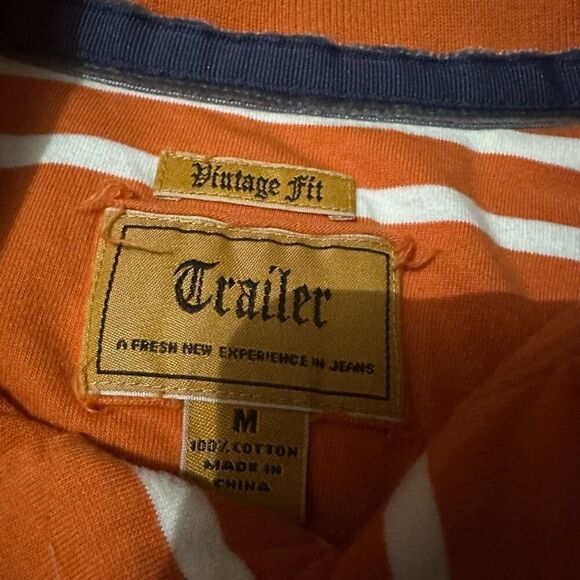 Vintage Fit
Trailer
A FRESH NEW EXPERIENCE IN JEANS
M
100% COTTON
MADE IN
CHINA